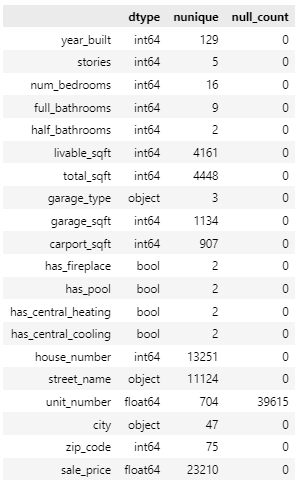 dtype nunique null_count
year_built int64 129 0
stories int64 5 0
num_bedrooms int64 16 0
full_bathrooms int64 9 0
half_bathrooms int64 2 0
livable_sqft int64 4161 0
total_sqft int64 4448 0
garage_type object 3 0
garage_sqft int64 1134 0
carport_sqft int64 907 0
has_fireplace bool 2 0
has_pool bool 2 0
has_central_heating bool 2 0
has_central_cooling bool 2 0
house_number int64 13251 0
street_name object 11124 0
unit_number float64 704 39615
city object 47 0
zip_code int64 75 0
sale_price float64 23210 0